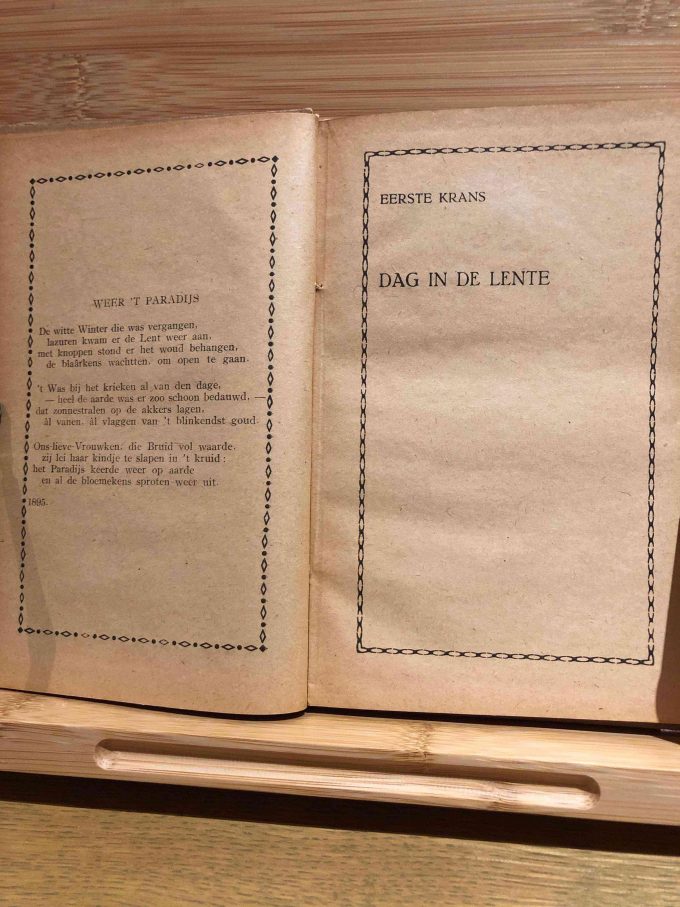 WEER 'T PARADIJS
De witte Winter die was vergangen,
lazuren kwam er de Lent weer aan,
met knoppen stond er het woud behangen,
de blaârkens wachtten, om open te gaan.
't Was bij het krieken al van den dage,
— heel de aarde was er zoo schoon bedauwd, —
dat zonnestralen op de akkers lagen,
ál vanen, ál vlaggen van 't blinkendst goud.
Ons-lieve-Vrouwken, die Bruid vol waarde,
zij lei haar kindje te slapen in 't kruid :
het Paradijs keerde weer op aarde
en al de bloemekens sproten weer uit.
1895.
EERSTE KRANS
DAG IN DE LENTE